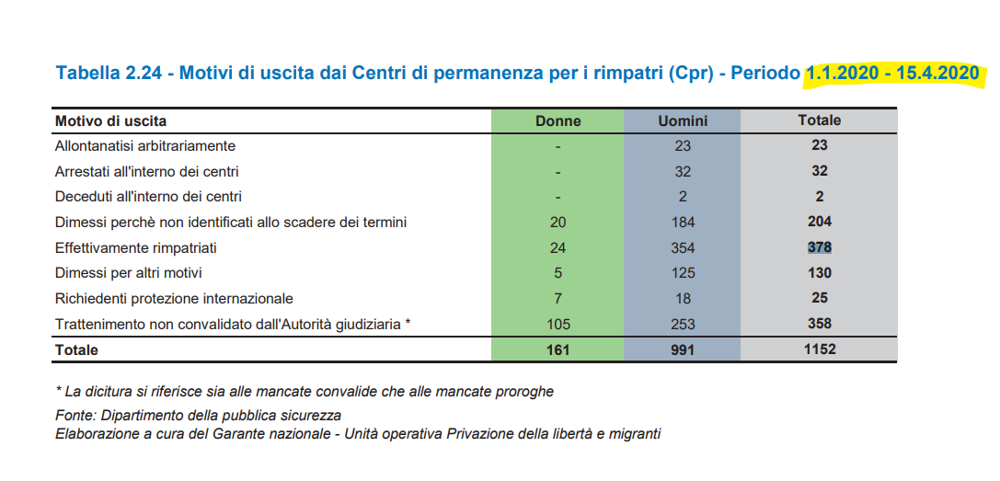 Tabella 2.24 - Motivi di uscita dai Centri di permanenza per i rimpatri (Cpr) - Periodo 1.1.2020 - 15.4.2020
Motivo di uscita Donne Uomini Totale
Allontanatisi arbitrariamente - 23 23
Arrestati all'interno dei centri - 32 32
Deceduti all'interno dei centri - 2 2
Dimessi perchè non identificati allo scadere dei termini 20 184 204
Effettivamente rimpatriati 24 354 378
Dimessi per altri motivi 5 125 130
Richiedenti protezione internazionale 7 18 25
Trattenimento non convalidato dall'Autorità giudiziaria * 105 253 358
Totale 161 991 1152
* La dicitura si riferisce sia alle mancate convalide che alle mancate proroghe
Fonte: Dipartimento della pubblica sicurezza
Elaborazione a cura del Garante nazionale - Unità operativa Privazione della libertà e migranti